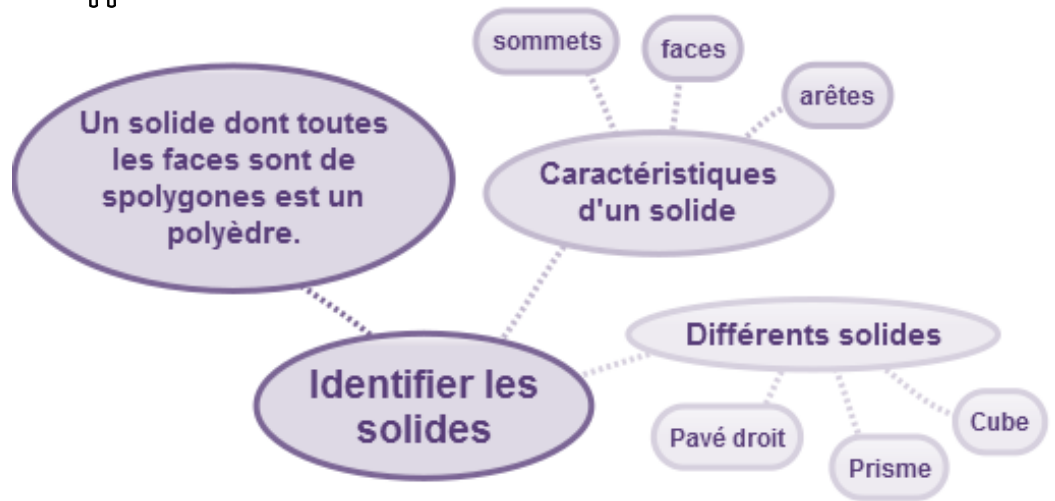 sommets
faces
arêtes
Un solide dont toutes
les faces sont de
spolygones est un
polyèdre.
Caractéristiques
d'un solide
Différents solides
Identifier les
solides
Pavé droit
Prisme
Cube